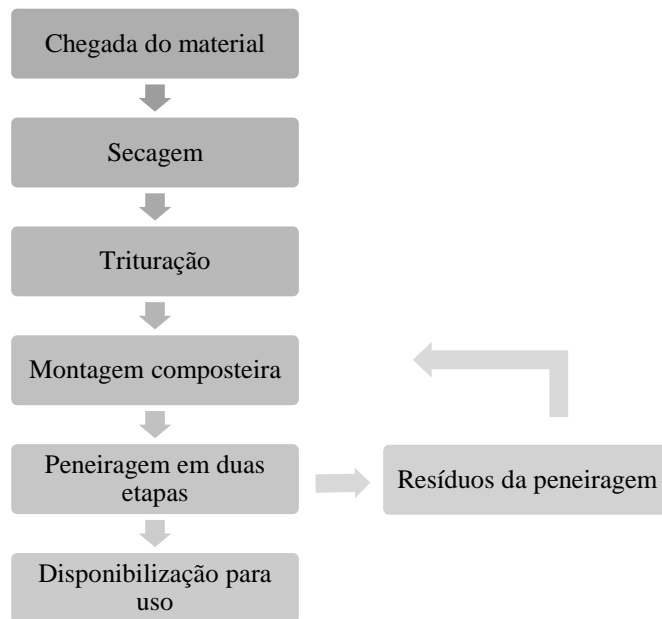 Chegada do material
Secagem
Trituração
Montagem composteira
Peneiragem em duas
etapas
Resíduos da peneiragem
Disponibilização para
uso